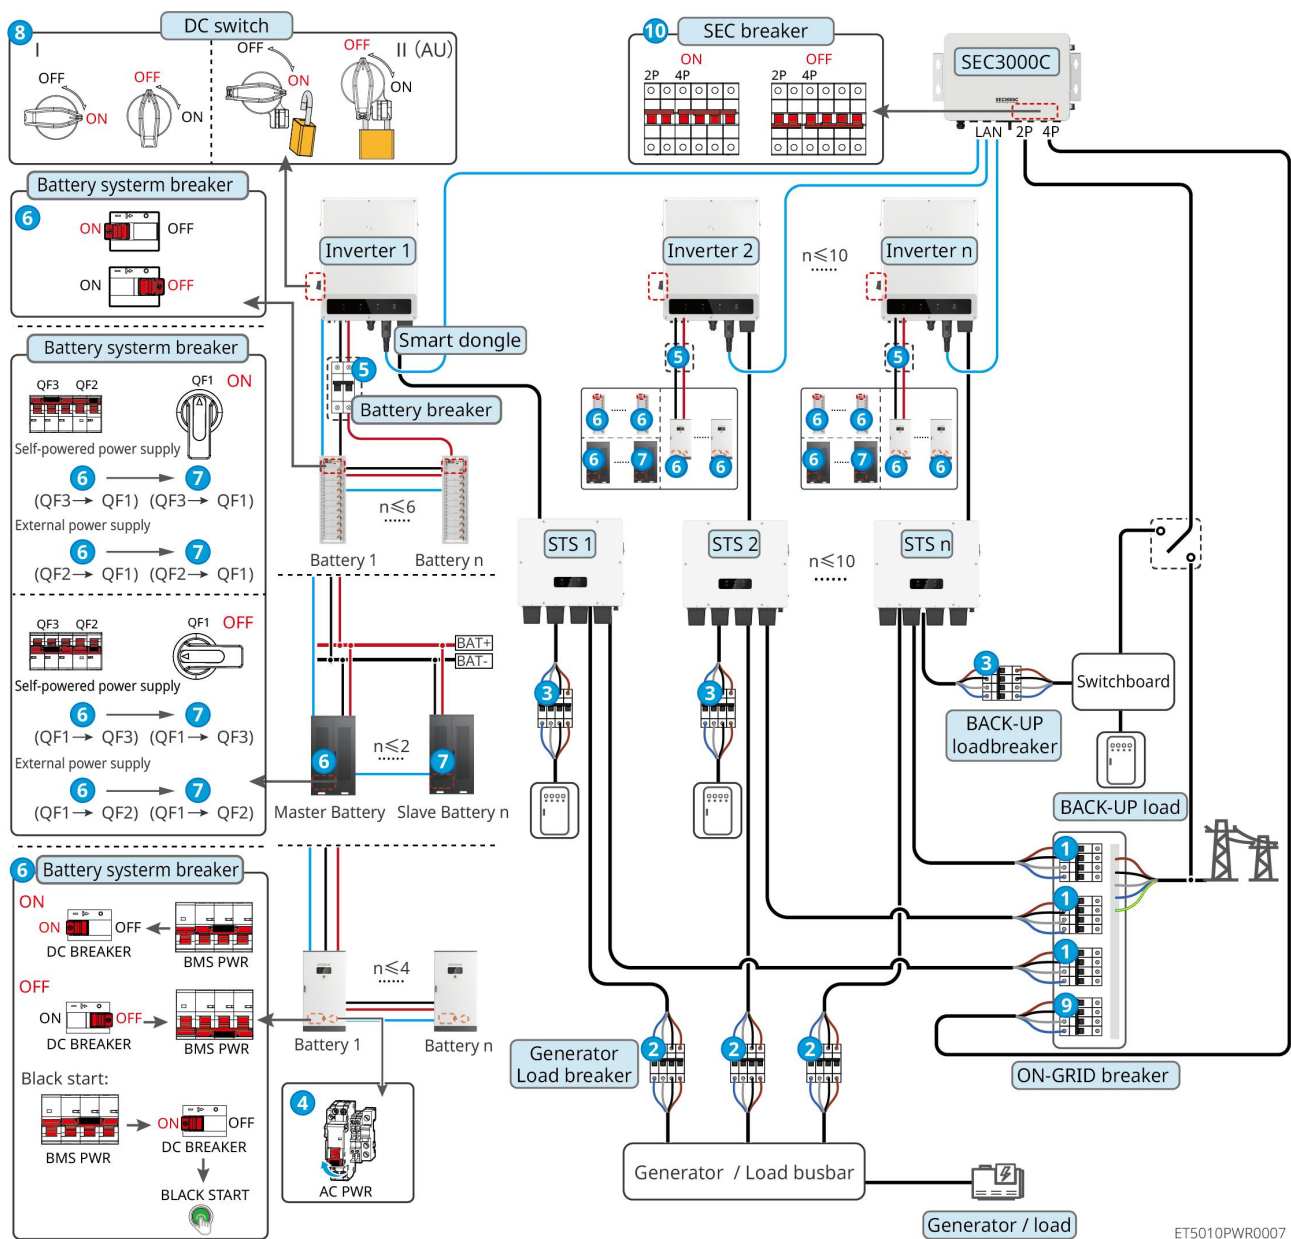 8
DC switch
I
OFF
ON
OFF
ON
OFF
ON
II (AU)
OFF
ON
10
SEC breaker
ON
2P 4P
OFF
2P 4P
SEC3000C
SEC3000C
LAN 2P 4P
Battery systerm breaker
6
ON OFF
ON OFF
Inverter 1
Inverter 2
n≤10
......
Inverter n
Smart dongle
5
Battery breaker
5
5
6 ...... 6
6 ...... 7
6 ...... 6
6 ...... 6
6 ...... 7
6 ...... 6
Battery systerm breaker
QF3 QF2
QF1 ON
Self-powered power supply
6 7
(QF3→ QF1) (QF3→ QF1)
External power supply
6 7
(QF2→ QF1) (QF2→ QF1)
QF3 QF2
QF1 OFF
Self-powered power supply
6 7
(QF1→ QF3) (QF1→ QF3)
External power supply
6 7
(QF1→ QF2) (QF1→ QF2)
n≤6
......
Battery 1
Battery n
STS 1
STS 2
n≤10
......
STS n
BAT+
BAT-
n≤2
......
6
7
Master Battery
Slave Battery n
3
3
3
BACK-UP
loadbreaker
Switchboard
BACK-UP load
1
1
1
9
ON-GRID breaker
6
Battery systerm breaker
ON
ON OFF
DC BREAKER
BMS PWR
OFF
ON OFF
DC BREAKER
BMS PWR
Black start:
BMS PWR
ON OFF
DC BREAKER
BLACK START
n≤4
......
Battery 1
Battery n
4
AC PWR
Generator
Load breaker
2
2
2
Generator / Load busbar
Generator / load
ET5010PWR0007